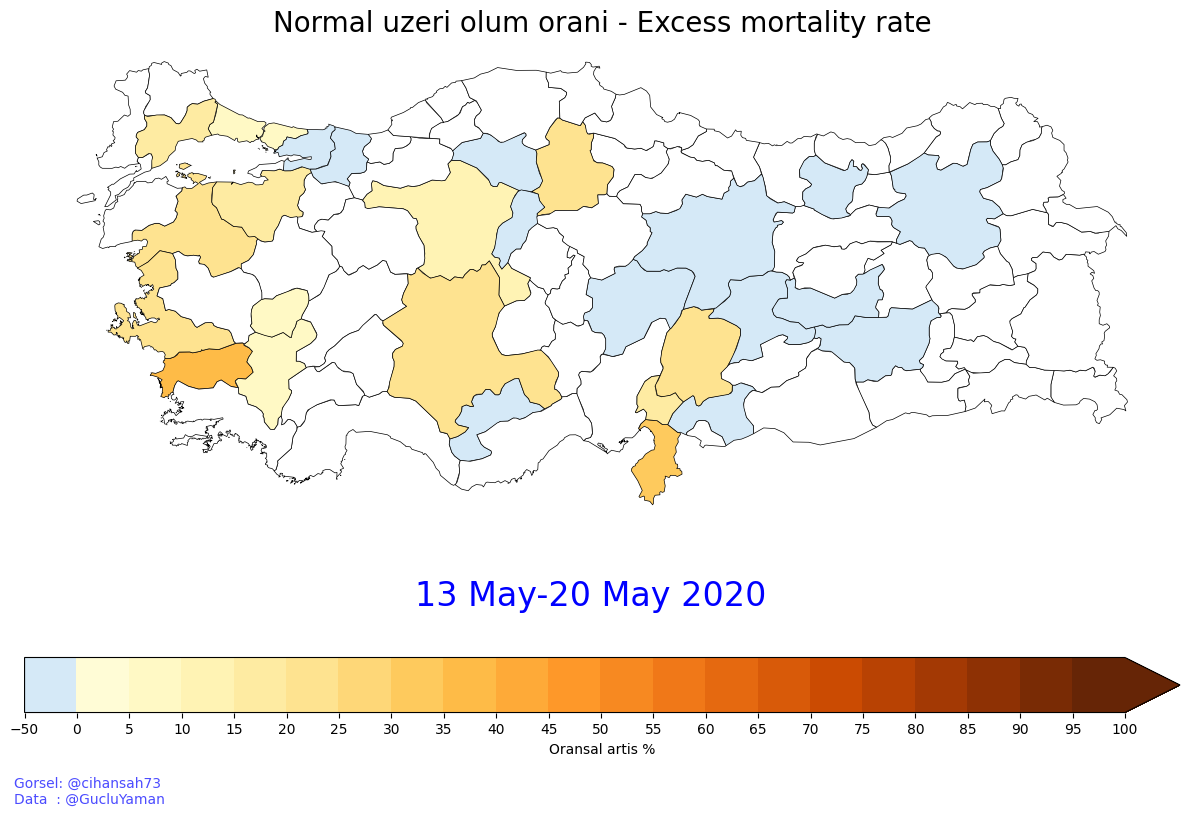 Normal uzeri olum orani - Excess mortality rate
13 May-20 May 2020
−50 0 5 10 15 20 25 30 35 40 45 50 55 60 65 70 75 80 85 90 95 100
Oransal artis %
Gorsel: @cihansah73
Data  : @GucluYaman